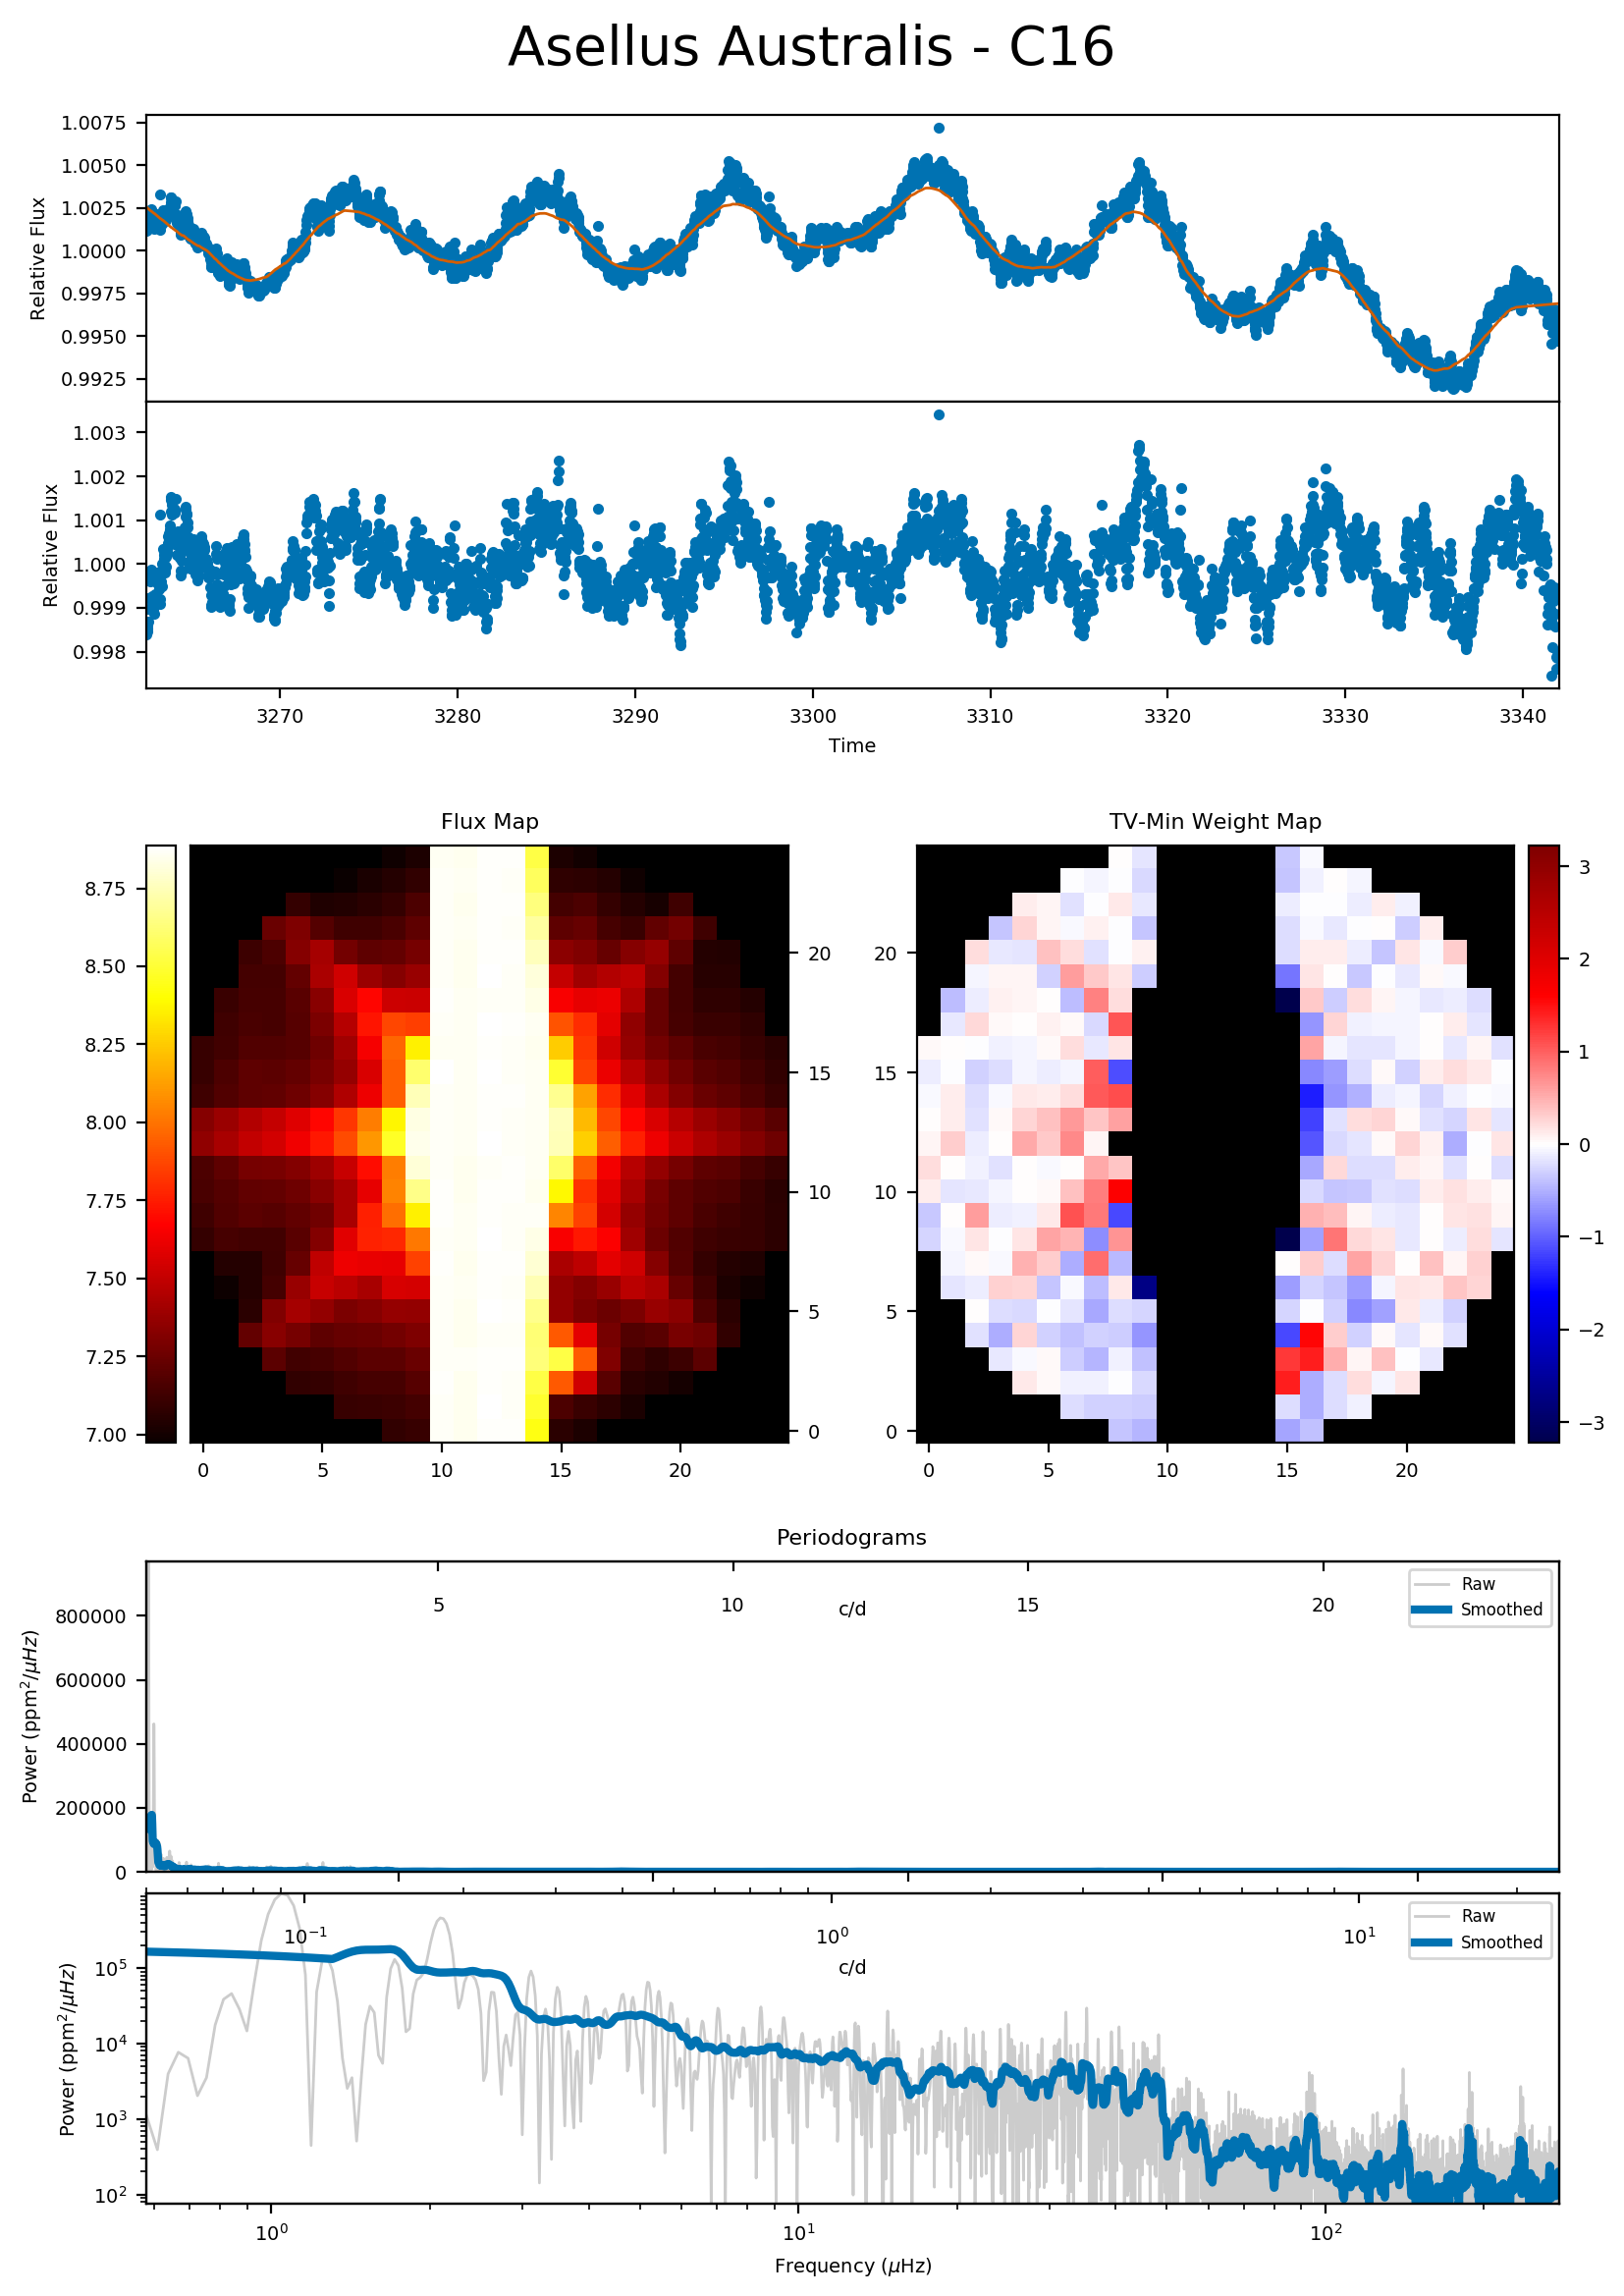 Asellus Australis - C16
1.0075
1.0050
1.0025
1.0000
0.9975
0.9950
0.9925
Relative Flux
1.003
1.002
1.001
1.000
0.999
0.998
Relative Flux
3270 3280 3290 3300 3310 3320 3330 3340
Time
Flux Map
8.75
8.50
8.25
8.00
7.75
7.50
7.25
7.00
20
15
10
5
0
0 5 10 15 20
TV-Min Weight Map
20
15
10
5
0
0 5 10 15 20
3
2
1
0
−1
−2
−3
Periodograms
800000
600000
400000
200000
0
Power (ppm²/μHz)
5 10 15 20
c/d
Raw
Smoothed
10⁵
10⁴
10³
10²
Power (ppm²/μHz)
10⁻¹ 10⁰ 10¹
c/d
Raw
Smoothed
10⁰ 10¹ 10²
Frequency (μHz)